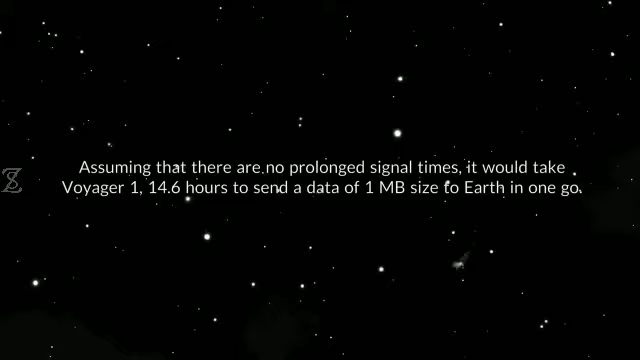 Assuming that there are no prolonged signal times, it would take
Voyager 1, 14.6 hours to send a data of 1 MB size to Earth in one go.